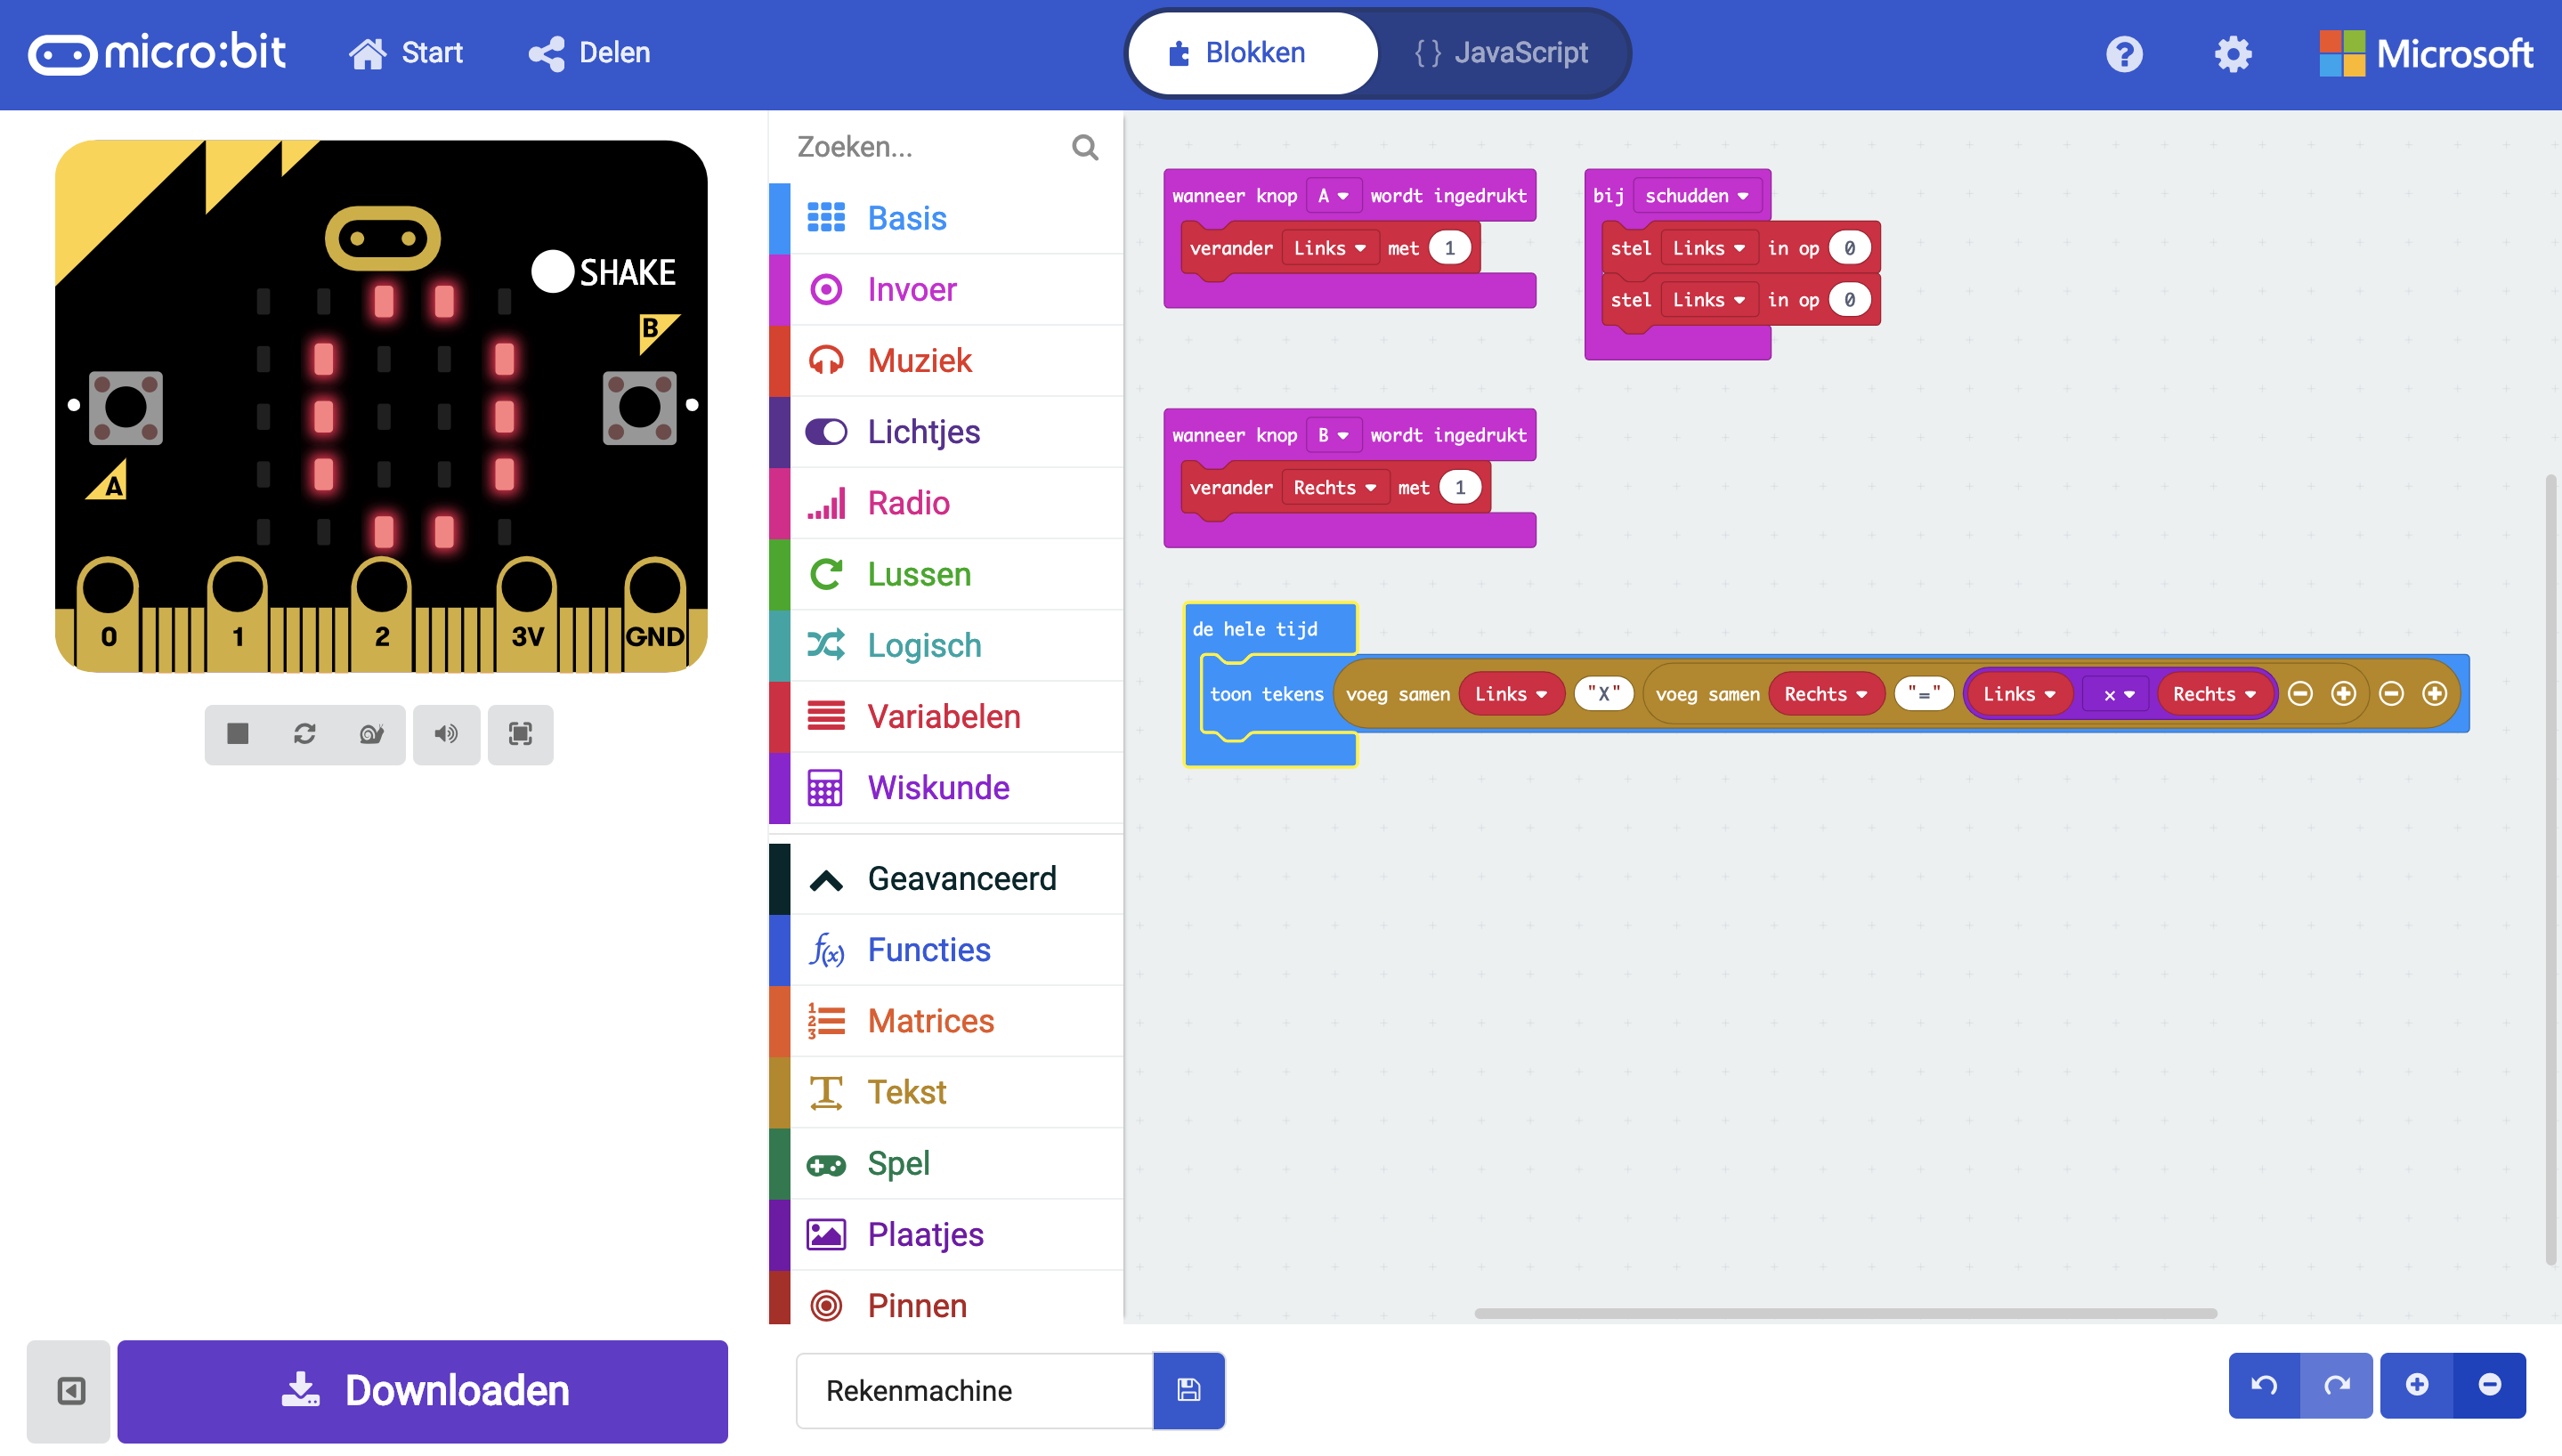 micro:bit Start Delen Blokken { } JavaScript ? Microsoft
SHAKE
B
A
0 1 2 3V GND
Downloaden
Zoeken...
Basis
Invoer
Muziek
Lichtjes
Radio
Lussen
Logisch
Variabelen
Wiskunde
Geavanceerd
f(x) Functies
Matrices
Tekst
Spel
Plaatjes
Pinnen
wanneer knop A wordt ingedrukt
verander Links met 1
bij schudden
stel Links in op 0
stel Links in op 0
wanneer knop B wordt ingedrukt
verander Rechts met 1
de hele tijd
toon tekens voeg samen Links "X" voeg samen Rechts "=" Links × Rechts
Rekenmachine